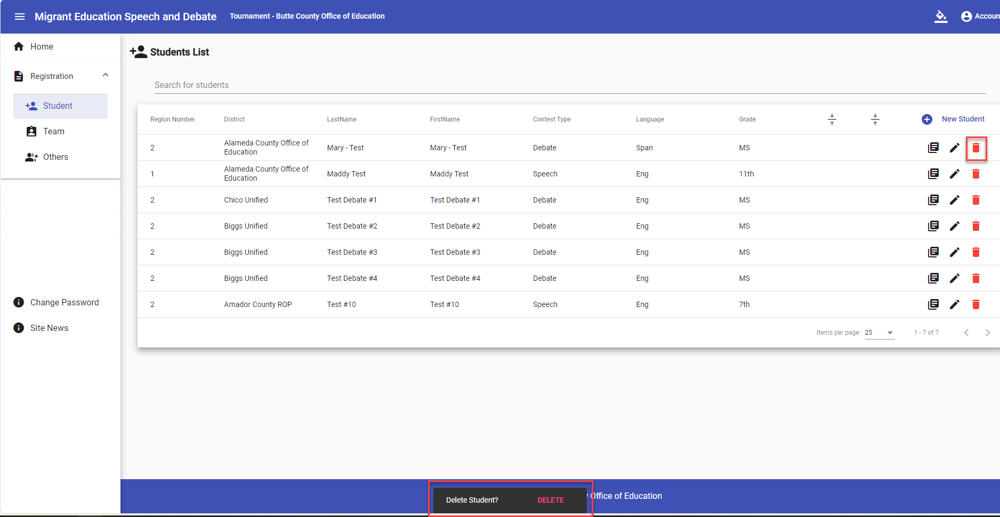 Migrant Education Speech and Debate
Tournament - Butte County Office of Education
Accoun
Home
Registration
Student
Team
Others
Change Password
Site News
Students List
Search for students
Region Number District LastName FirstName Contest Type Language Grade New Student
2 Alameda County Office of Education Mary - Test Mary - Test Debate Span MS
1 Alameda County Office of Education Maddy Test Maddy Test Speech Eng 11th
2 Chico Unified Test Debate #1 Test Debate #1 Debate Eng MS
2 Biggs Unified Test Debate #2 Test Debate #2 Debate Eng MS
2 Biggs Unified Test Debate #3 Test Debate #3 Debate Eng MS
2 Biggs Unified Test Debate #4 Test Debate #4 Debate Eng MS
2 Amador County ROP Test #10 Test #10 Speech Eng 7th
Items per page: 25 1 - 7 of 7
Delete Student? DELETE
Office of Education